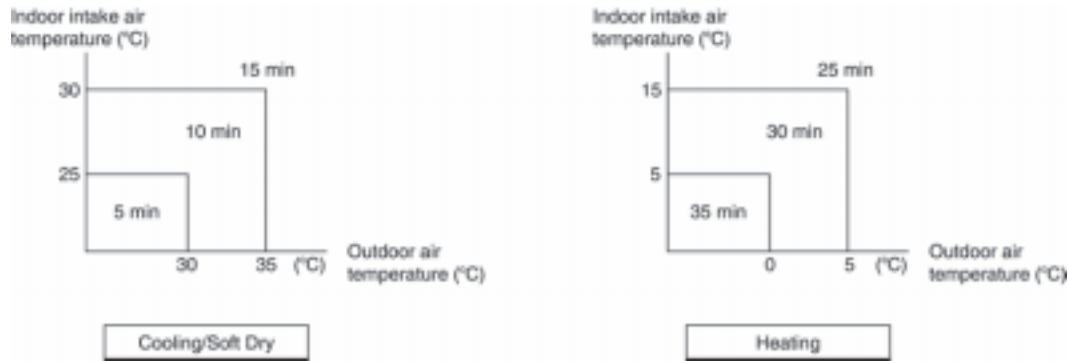 Indoor intake air
temperature (°C)
15 min
30
10 min
25
5 min
30 35 (°C)
Outdoor air
temperature (°C)
Cooling/Soft Dry
Indoor intake air
temperature (°C)
25 min
15
30 min
5
35 min
0 5 (°C)
Outdoor air
temperature (°C)
Heating